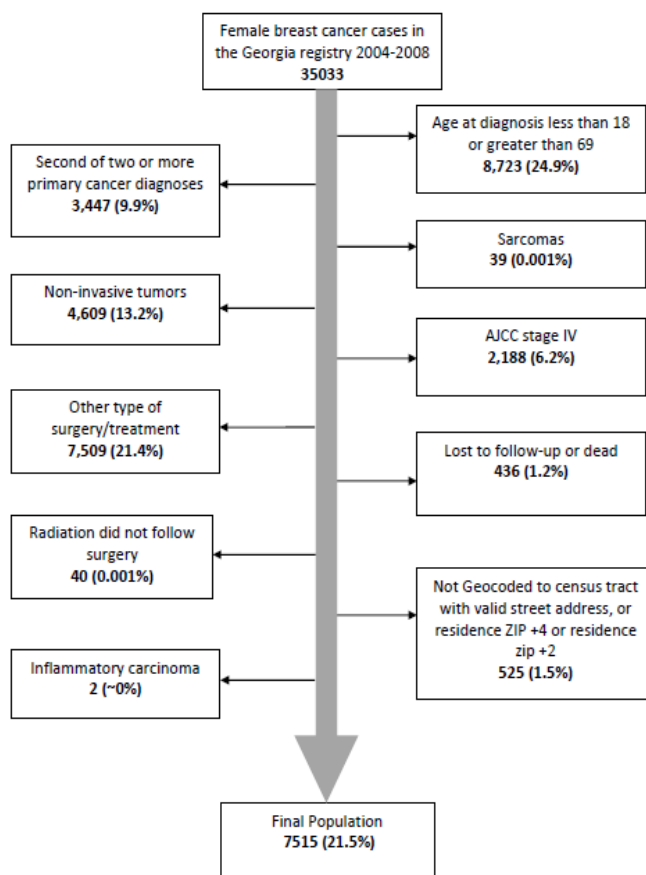 Female breast cancer cases in
the Georgia registry 2004-2008
35033
Age at diagnosis less than 18
or greater than 69
8,723 (24.9%)
Second of two or more
primary cancer diagnoses
3,447 (9.9%)
Sarcomas
39 (0.001%)
Non-invasive tumors
4,609 (13.2%)
AJCC stage IV
2,188 (6.2%)
Other type of
surgery/treatment
7,509 (21.4%)
Lost to follow-up or dead
436 (1.2%)
Radiation did not follow
surgery
40 (0.001%)
Not Geocoded to census tract
with valid street address, or
residence ZIP +4 or residence
zip +2
525 (1.5%)
Inflammatory carcinoma
2 (~0%)
Final Population
7515 (21.5%)